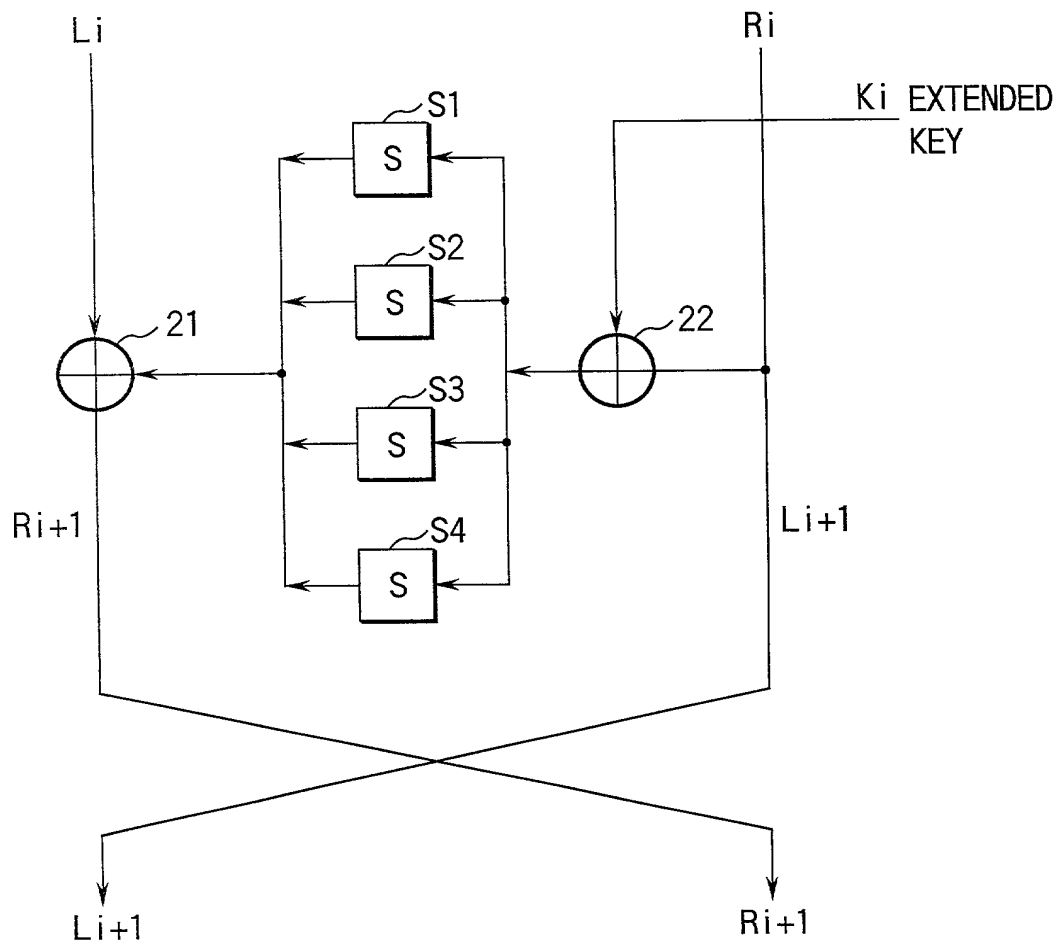 Li
Ri
Ki EXTENDED
KEY
S1
S
S2
S
21
22
S3
S
Ri+1
Li+1
S4
S
Li+1
Ri+1